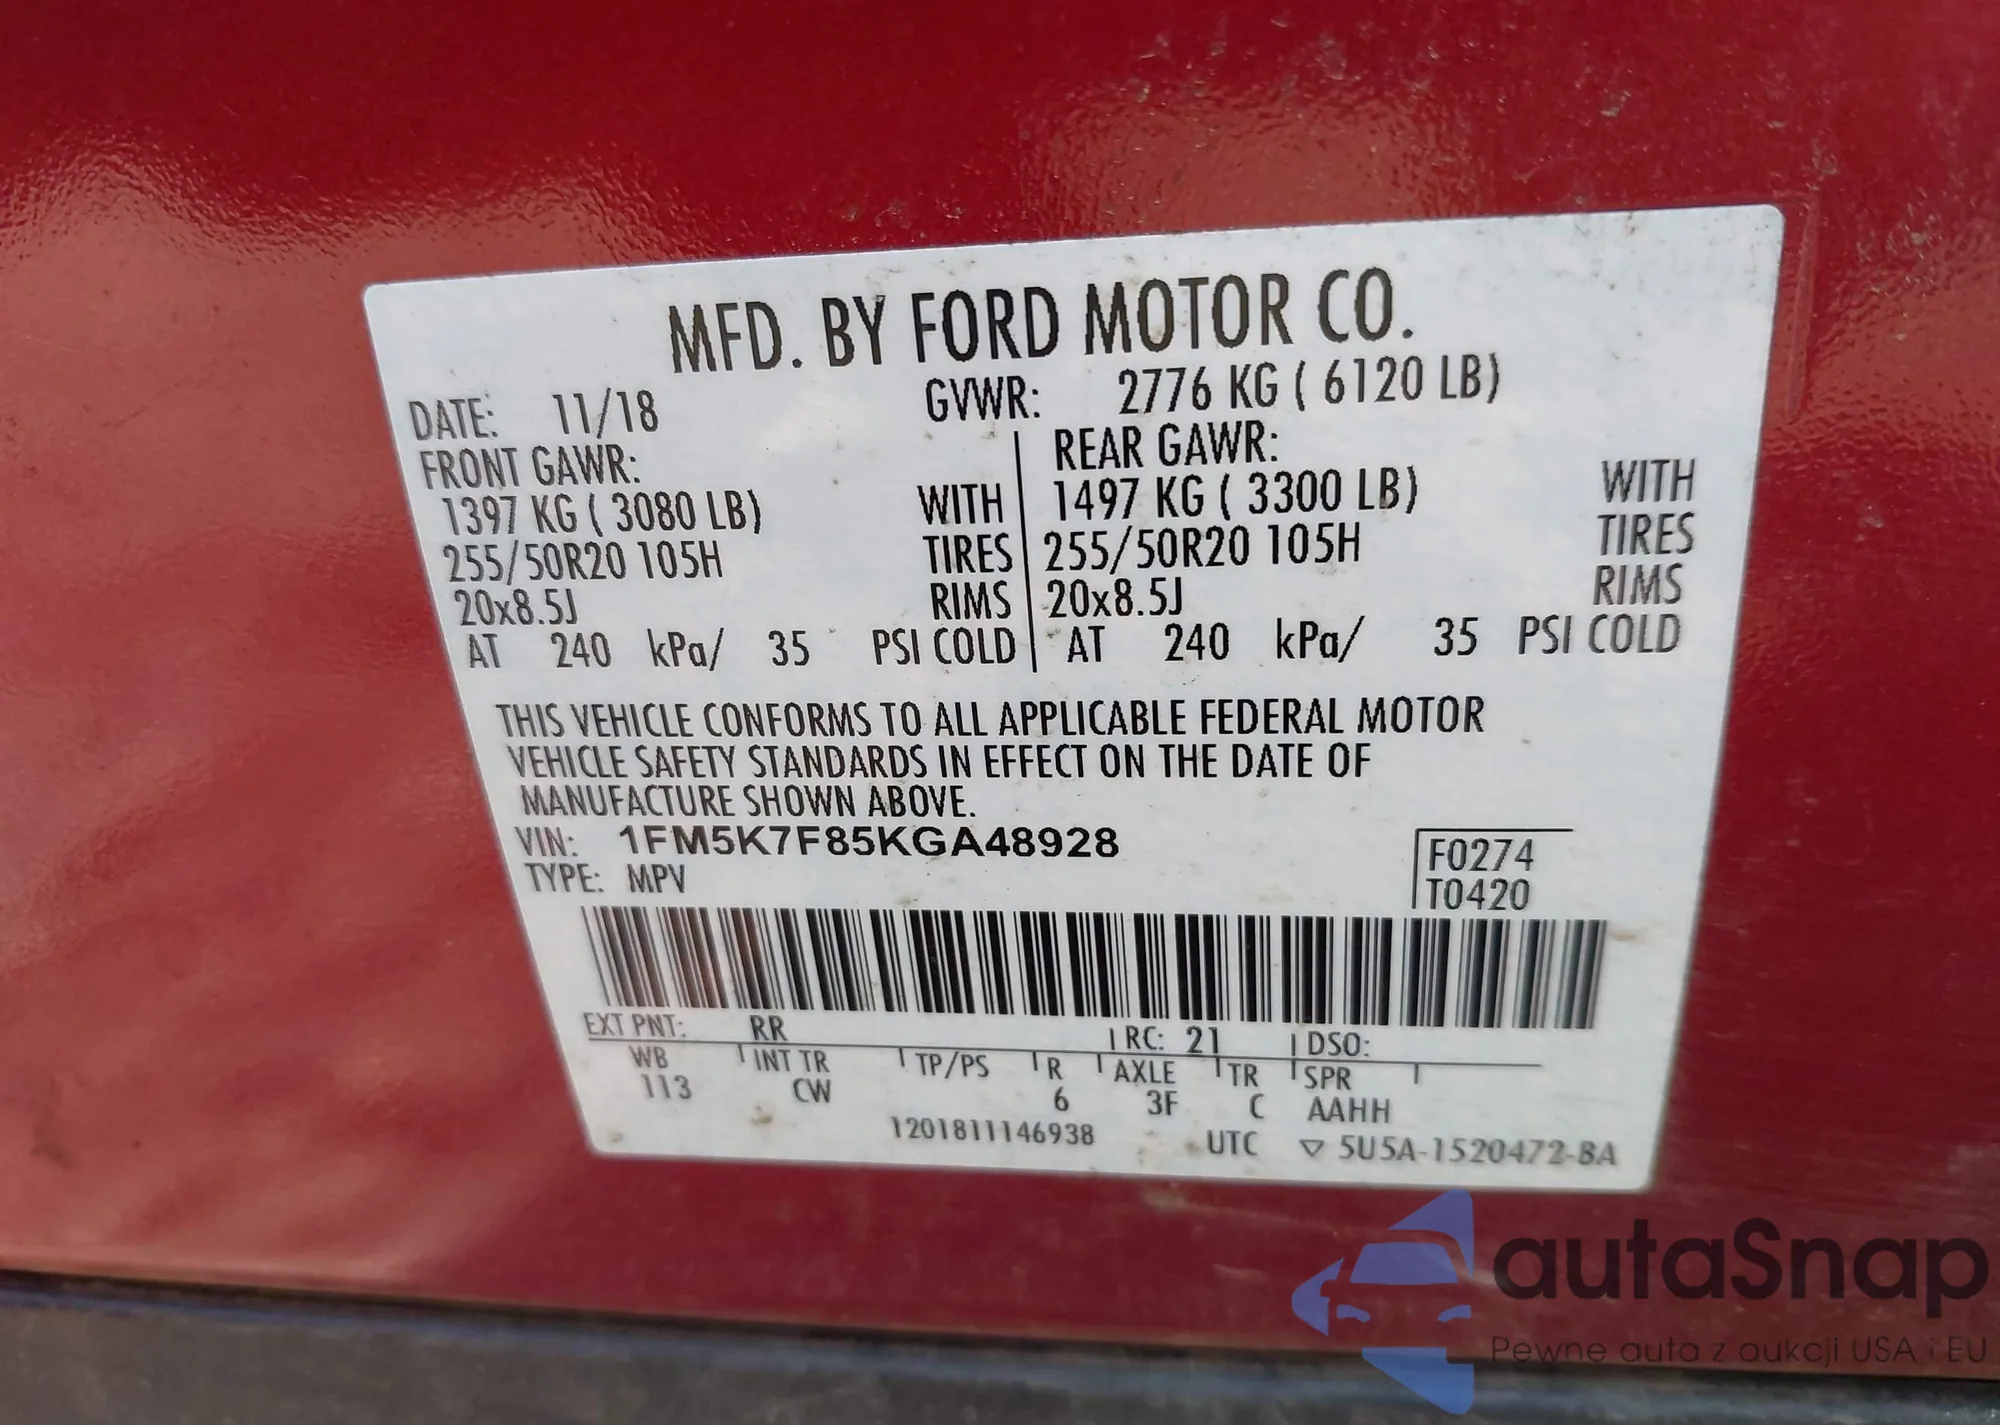 MFD. BY FORD MOTOR CO.
DATE: 11/18 GVWR: 2776 KG ( 6120 LB)
FRONT GAWR: REAR GAWR:
1397 KG ( 3080 LB) WITH 1497 KG ( 3300 LB) WITH
255/50R20 105H TIRES 255/50R20 105H TIRES
20x8.5J RIMS 20x8.5J RIMS
AT 240 kPa/ 35 PSI COLD AT 240 kPa/ 35 PSI COLD
THIS VEHICLE CONFORMS TO ALL APPLICABLE FEDERAL MOTOR
VEHICLE SAFETY STANDARDS IN EFFECT ON THE DATE OF
MANUFACTURE SHOWN ABOVE.
VIN: 1FM5K7F85KGA48928 F0274
TYPE: MPV T0420
EXT PNT: RR RC: 21 DSO:
WB INT TR TP/PS R AXLE TR SPR
113 CW 6 3F C AAHH
1201811146938 UTC ▽ 5U5A-1520472-BA
autaSnap
Pewne auta z aukcji USA i EU